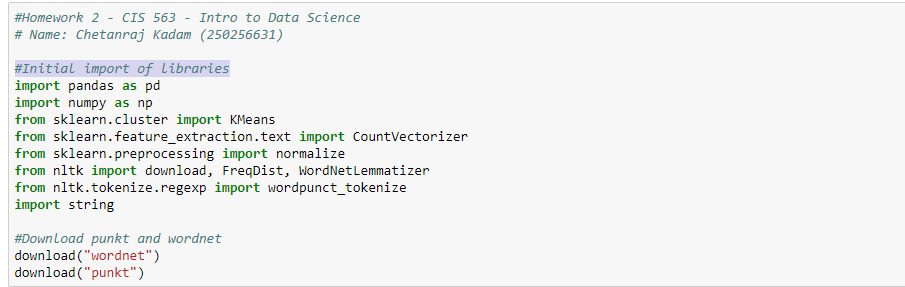 #Homework 2 - CIS 563 - Intro to Data Science
# Name: Chetanraj Kadam (250256631)
#Initial import of libraries
import pandas as pd
import numpy as np
from sklearn.cluster import KMeans
from sklearn.feature_extraction.text import CountVectorizer
from sklearn.preprocessing import normalize
from nltk import download, FreqDist, WordNetLemmatizer
from nltk.tokenize.regexp import wordpunct_tokenize
import string
#Download punkt and wordnet
download("wordnet")
download("punkt")